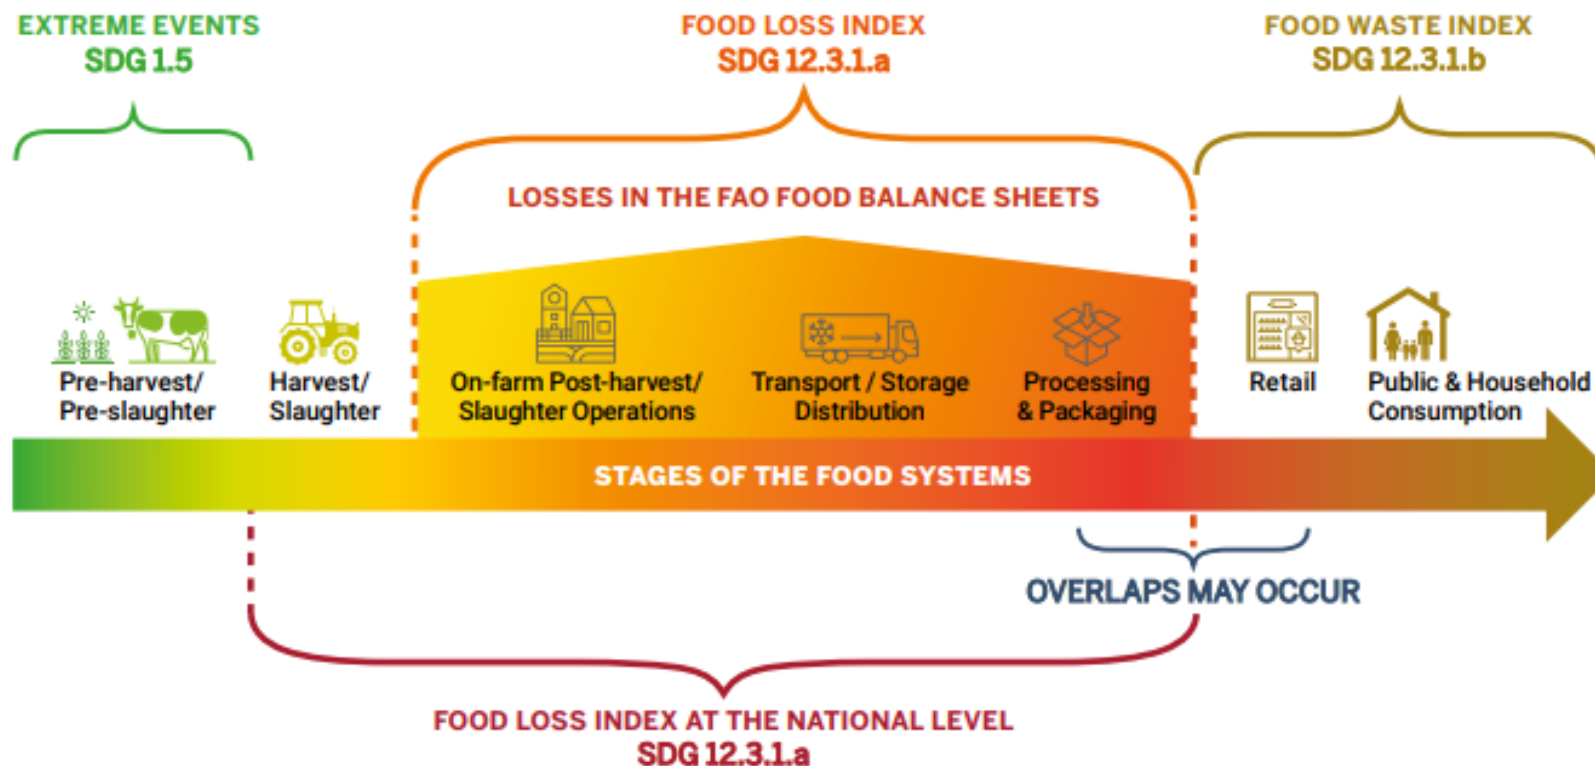 EXTREME EVENTS
SDG 1.5
FOOD LOSS INDEX
SDG 12.3.1.a
FOOD WASTE INDEX
SDG 12.3.1.b
LOSSES IN THE FAO FOOD BALANCE SHEETS
Pre-harvest/
Pre-slaughter
Harvest/
Slaughter
On-farm Post-harvest/
Slaughter Operations
Transport / Storage
Distribution
Processing
& Packaging
Retail
Public & Household
Consumption
STAGES OF THE FOOD SYSTEMS
OVERLAPS MAY OCCUR
FOOD LOSS INDEX AT THE NATIONAL LEVEL
SDG 12.3.1.a